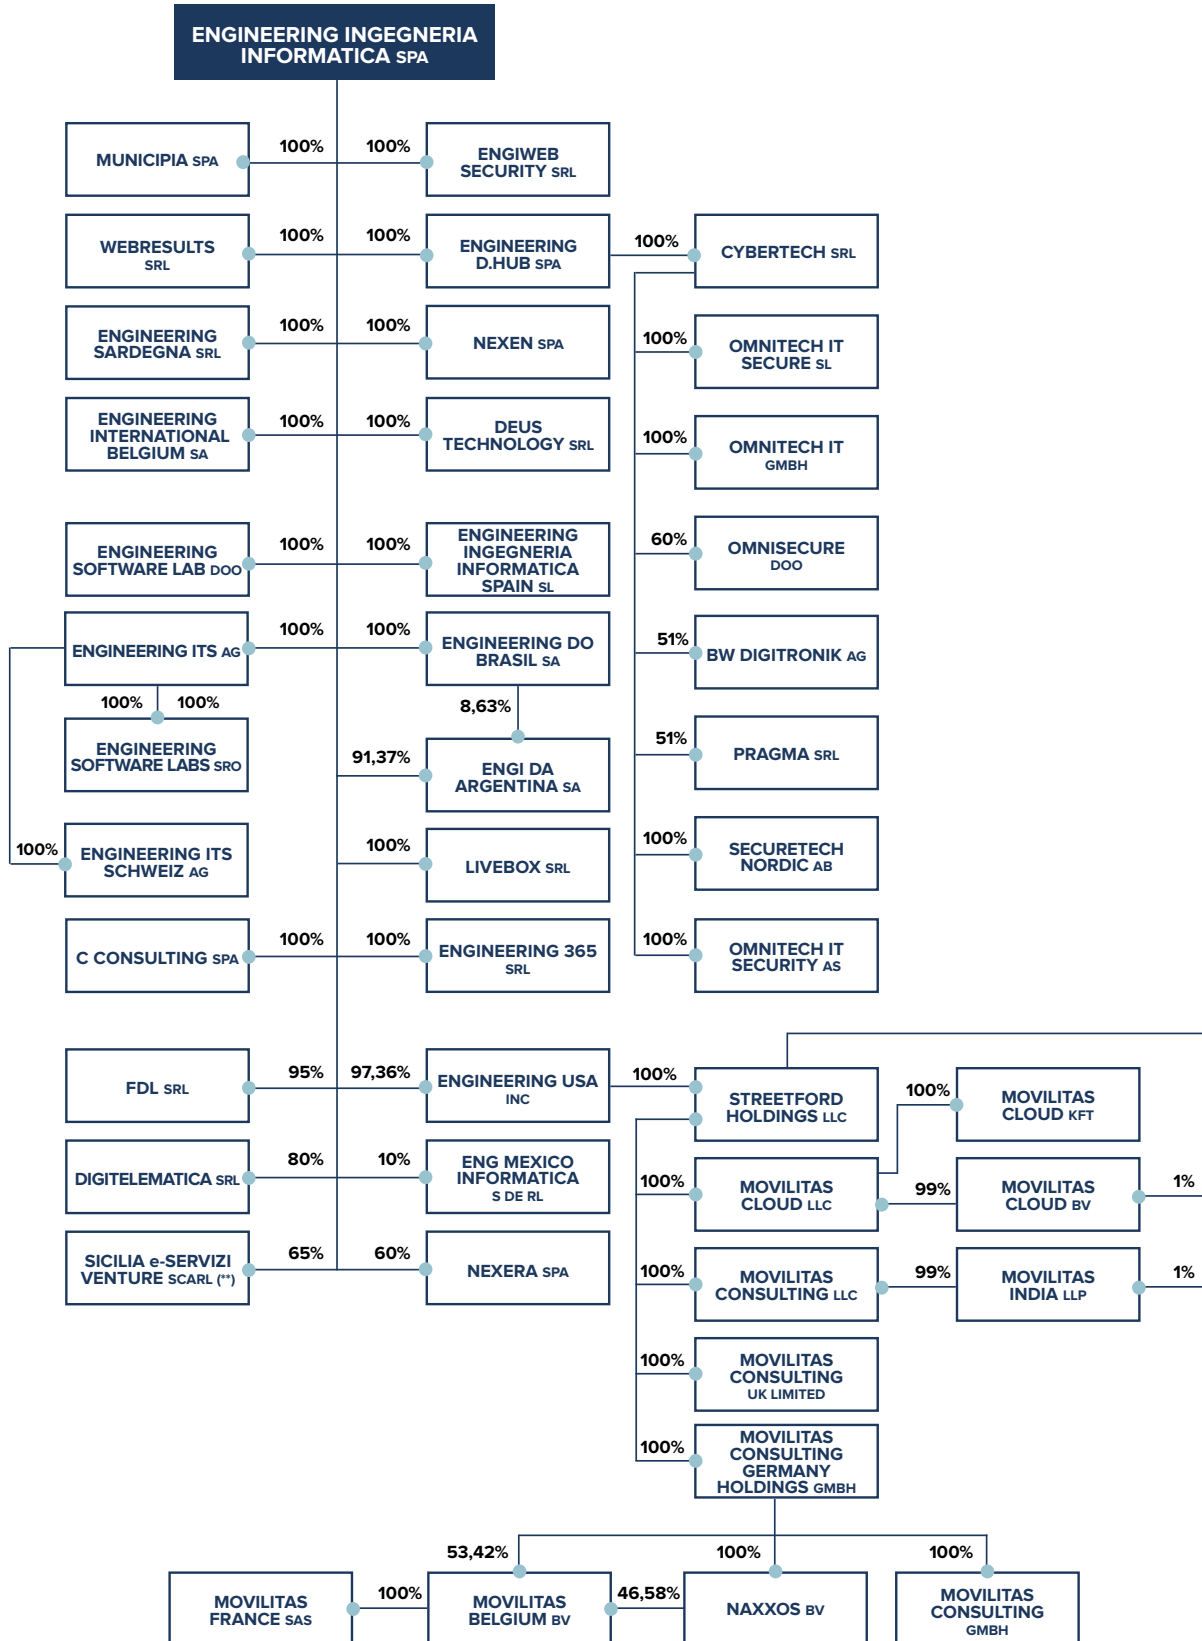 ENGINEERING INGEGNERIA
INFORMATICA SPA
100%
100%
MUNICIPIA SPA
ENGIWEB
SECURITY SRL
100%
100%
100%
WEBRESULTS
SRL
ENGINEERING
D.HUB SPA
CYBERTECH SRL
100%
100%
ENGINEERING
SARDEGNA SRL
NEXEN SPA
100%
OMNITECH IT
SECURE SL
100%
100%
ENGINEERING
INTERNATIONAL
BELGIUM SA
DEUS
TECHNOLOGY SRL
100%
OMNITECH IT
GMBH
100%
100%
ENGINEERING
SOFTWARE LAB DOO
ENGINEERING
INGEGNERIA
INFORMATICA
SPAIN SL
60%
OMNISECURE
DOO
100%
100%
ENGINEERING ITS AG
ENGINEERING DO
BRASIL SA
51%
BW DIGITRONIK AG
100%
100%
8,63%
ENGINEERING
SOFTWARE LABS SRO
91,37%
ENGI DA
ARGENTINA SA
51%
PRAGMA SRL
100%
ENGINEERING ITS
SCHWEIZ AG
100%
LIVEBOX SRL
100%
SECURETECH
NORDIC AB
100%
100%
C CONSULTING SPA
ENGINEERING 365
SRL
100%
OMNITECH IT
SECURITY AS
95%
97,36%
FDL SRL
ENGINEERING USA
INC
100%
STREETFORD
HOLDINGS LLC
100%
MOVILITAS
CLOUD KFT
80%
10%
DIGITELEMATICA SRL
ENG MEXICO
INFORMATICA
S DE RL
100%
MOVILITAS
CLOUD LLC
99%
MOVILITAS
CLOUD BV
1%
65%
60%
SICILIA e-SERVIZI
VENTURE SCARL (**)
NEXERA SPA
100%
MOVILITAS
CONSULTING LLC
99%
MOVILITAS
INDIA LLP
1%
100%
MOVILITAS
CONSULTING
UK LIMITED
100%
MOVILITAS
CONSULTING
GERMANY
HOLDINGS GMBH
53,42%
100%
100%
MOVILITAS
FRANCE SAS
100%
MOVILITAS
BELGIUM BV
46,58%
NAXXOS BV
MOVILITAS
CONSULTING
GMBH